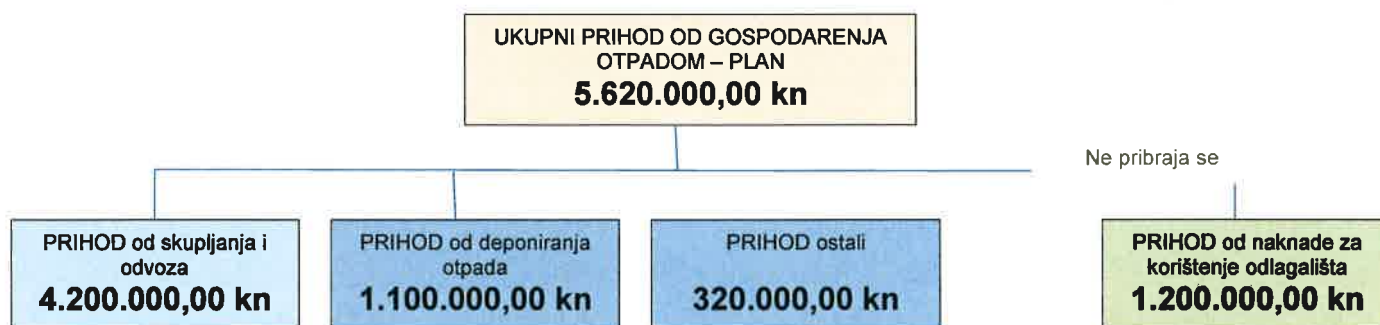 UKUPNI PRIHOD OD GOSPODARENJA
OTPADOM – PLAN
5.620.000,00 kn
Ne pribraja se
PRIHOD od skupljanja i
odvoza
4.200.000,00 kn
PRIHOD od deponiranja
otpada
1.100.000,00 kn
PRIHOD ostali
320.000,00 kn
PRIHOD od naknade za
korištenje odlagališta
1.200.000,00 kn